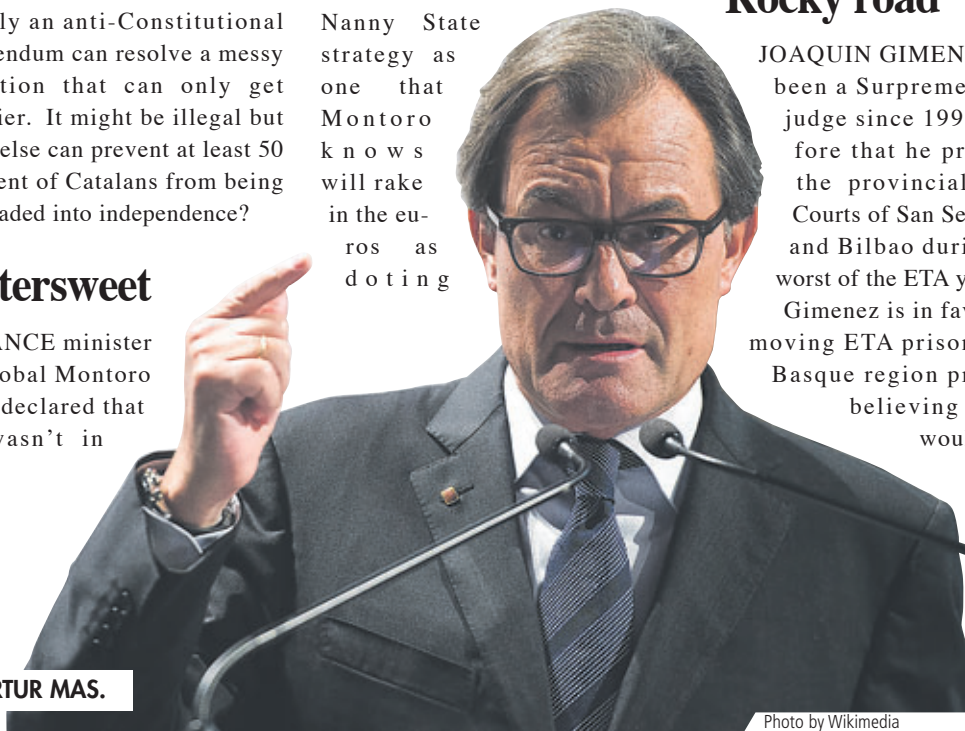 ly an anti-Constitutional
endum can resolve a messy
tion that can only get
ier. It might be illegal but
else can prevent at least 50
ent of Catalans from being
aded into independence?
tersweet
ANCE minister
obal Montoro
declared that
vasn't in
Nanny State
strategy as
one that
Montoro
knows
will rake
in the eu-
ros as
doting
Rocky road
JOAQUIN GIMEN
been a Surpreme
judge since 199
fore that he pr
the provincial
Courts of San Se
and Bilbao duri
worst of the ETA y
Gimenez is in fav
moving ETA prison
Basque region pr
believing
wou
RTUR MAS.
Photo by Wikimedia